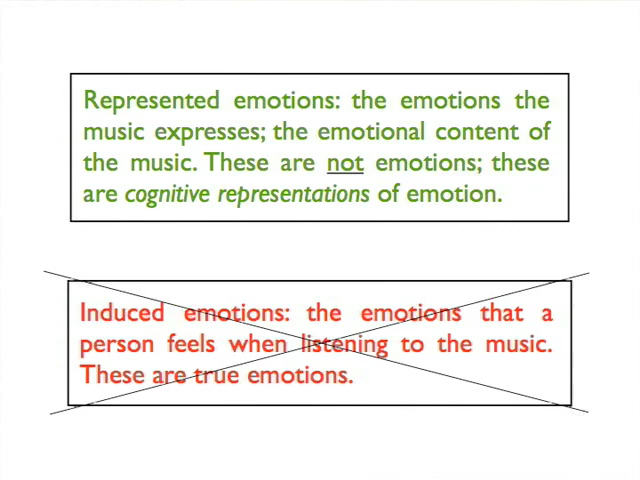 Represented emotions: the emotions the
music expresses; the emotional content of
the music. These are not emotions; these
are cognitive representations of emotion.
Induced emotions: the emotions that a
person feels when listening to the music.
These are true emotions.